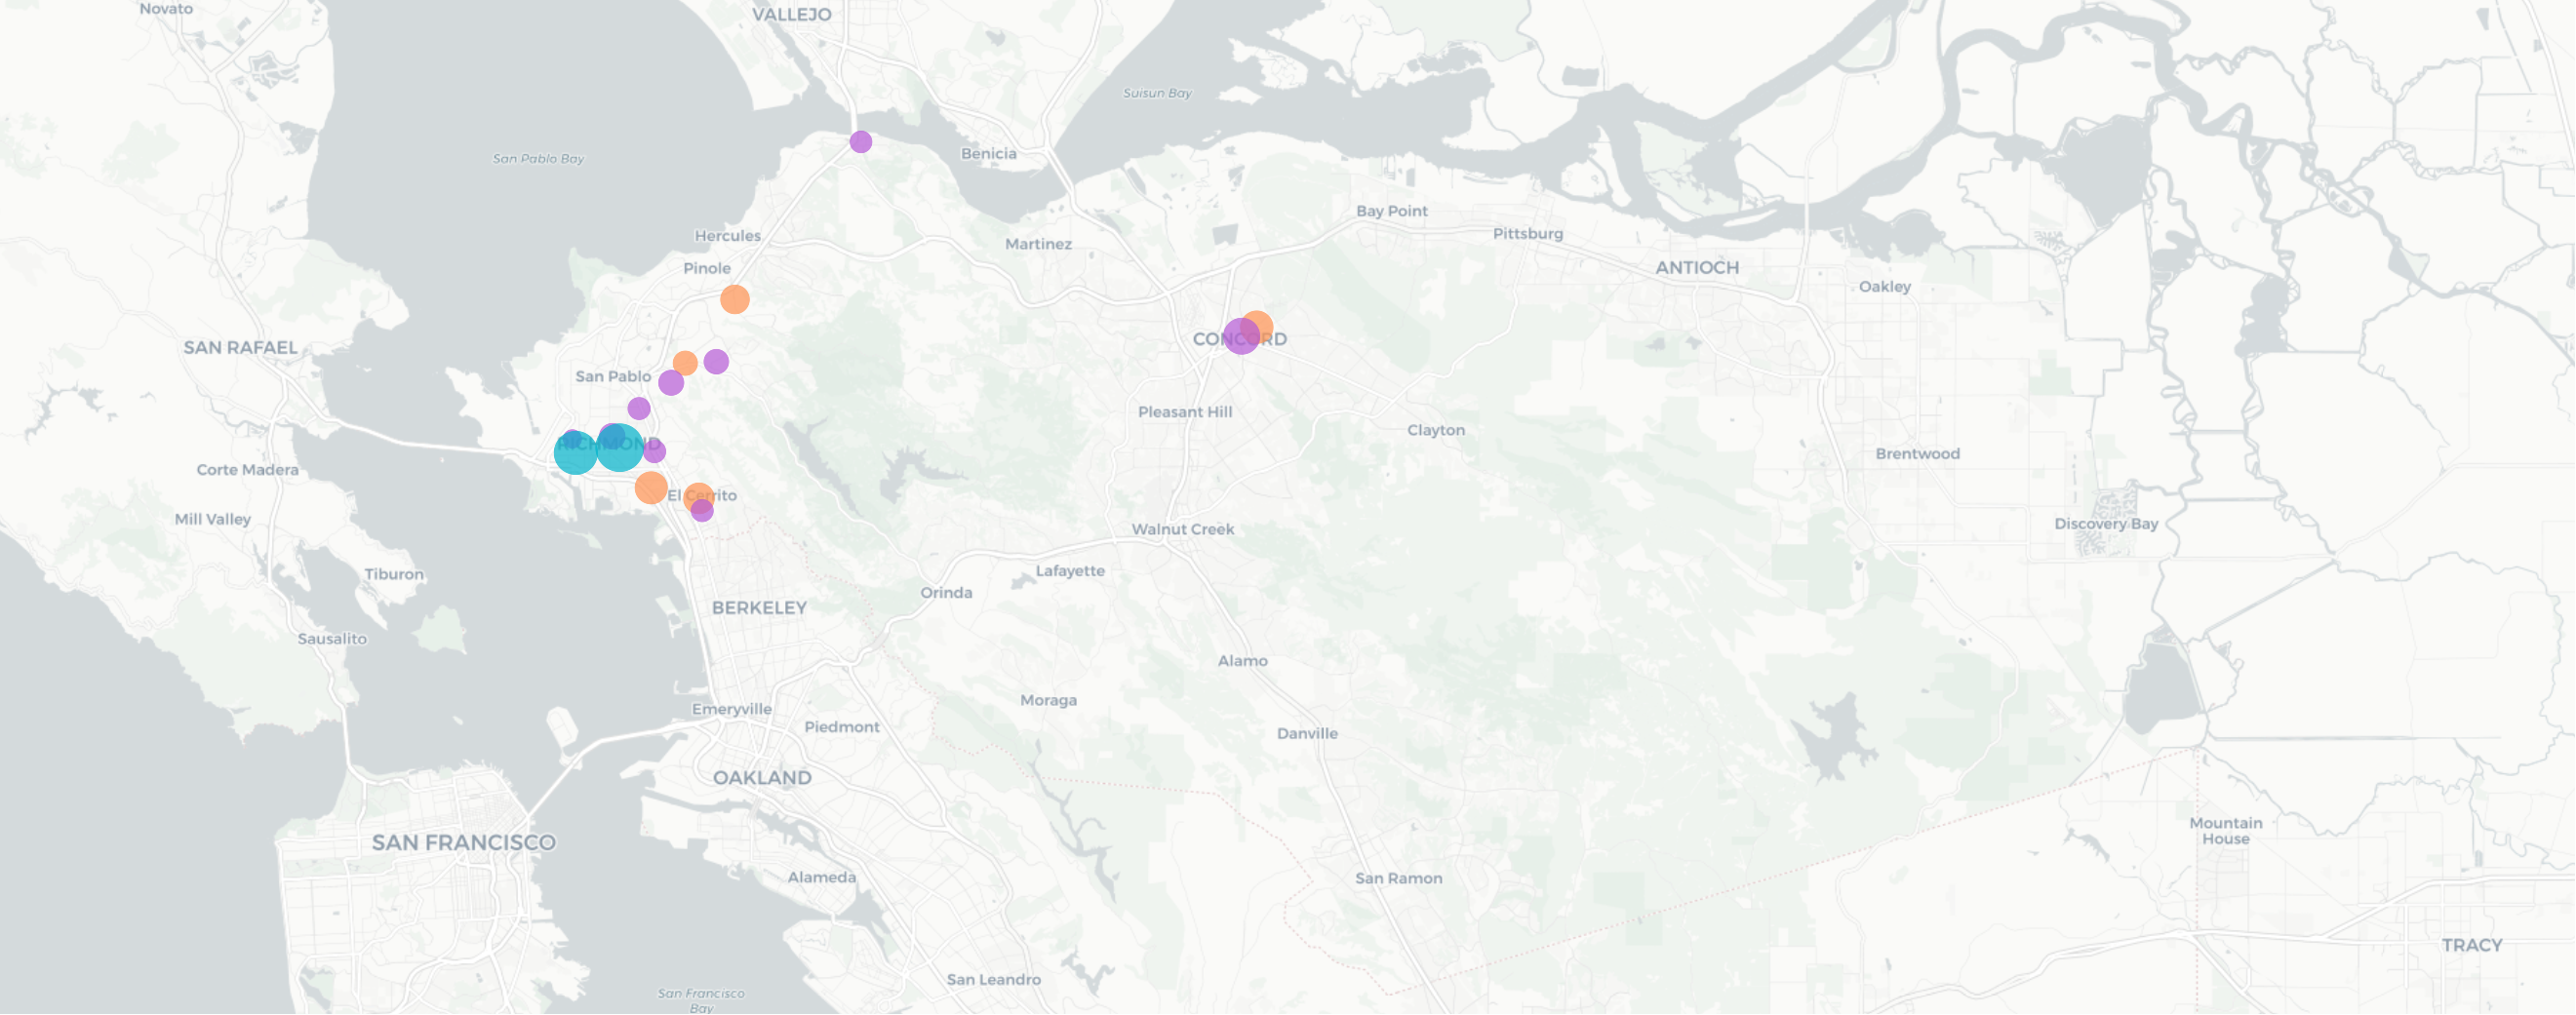 Novato
VALLEJO
Suisun Bay
San Pablo Bay
Benicia
Bay Point
Hercules
Pittsburg
Martinez
Pinole
ANTIOCH
Oakley
CONCORD
SAN RAFAEL
San Pablo
Pleasant Hill
Clayton
RICHMOND
Brentwood
Corte Madera
El Cerrito
Mill Valley
Discovery Bay
Walnut Creek
Tiburon
Lafayette
Orinda
BERKELEY
Sausalito
Alamo
Moraga
Emeryville
Piedmont
Danville
OAKLAND
Mountain
House
SAN FRANCISCO
Alameda
San Ramon
TRACY
San Leandro
San Francisco
Bay